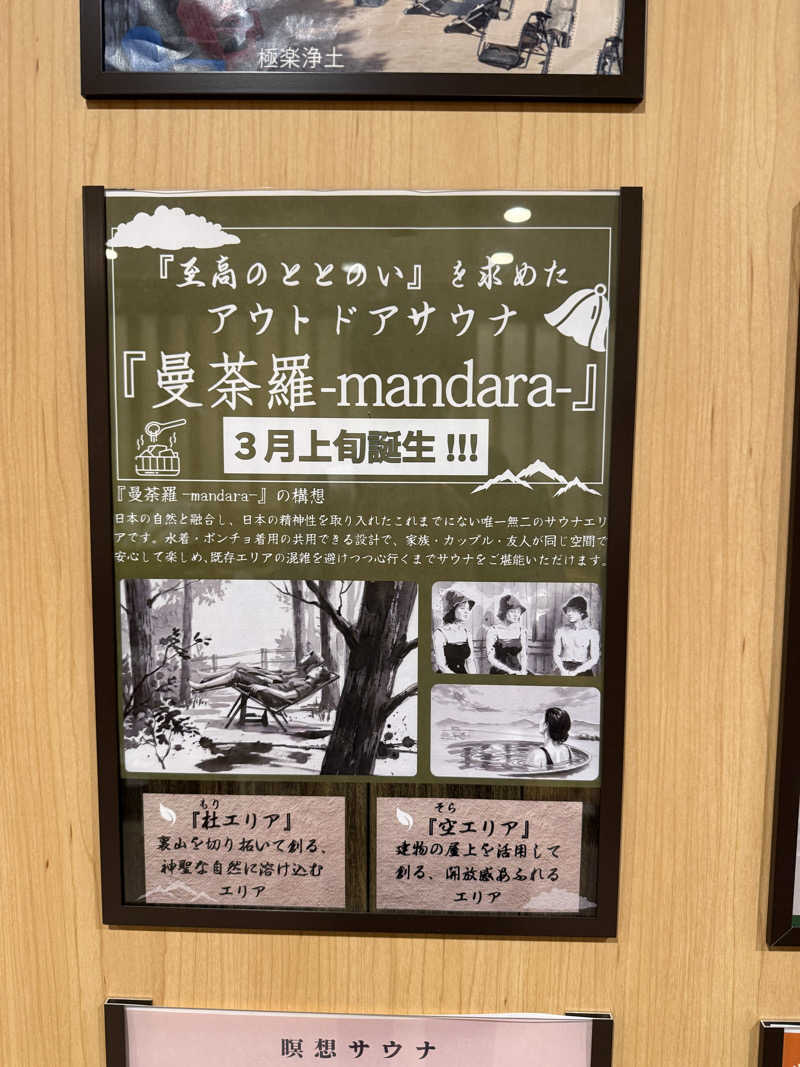 極楽浄土
『至高のととのい』を求めた
アウトドアサウナ
『曼荼羅-mandara-』
３月上旬誕生 !!!
『曼荼羅-mandara-』の構想
日本の自然と融合し、日本の精神性を取り入れたこれまでにない唯一無二のサウナエリ
アです。水着・ポンチョ着用の共用できる設計で、家族・カップル・友人が同じ空間で
安心して楽しめ、既存エリアの混雑を避けつつ心行くまでサウナをご堪能いただけます。
もり
『杜エリア』
裏山を切り拓いて創る、
神聖な自然に溶け込む
エリア
そら
『空エリア』
建物の屋上を活用して
創る、開放感あふれる
エリア
瞑想サウナ